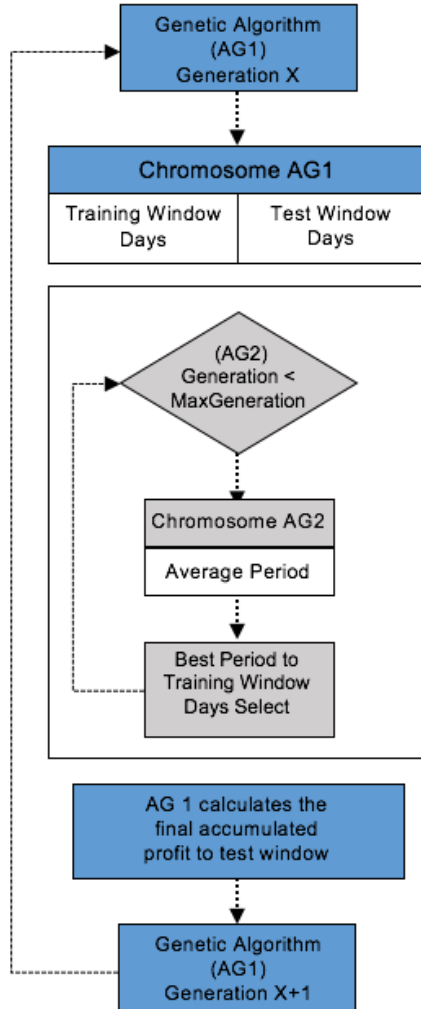 Genetic Algorithm
(AG1)
Generation X
Chromosome AG1
Training Window
Days
Test Window
Days
(AG2)
Generation <
MaxGeneration
Chromosome AG2
Average Period
Best Period to
Training Window
Days Select
AG 1 calculates the
final accumulated
profit to test window
Genetic Algorithm
(AG1)
Generation X+1